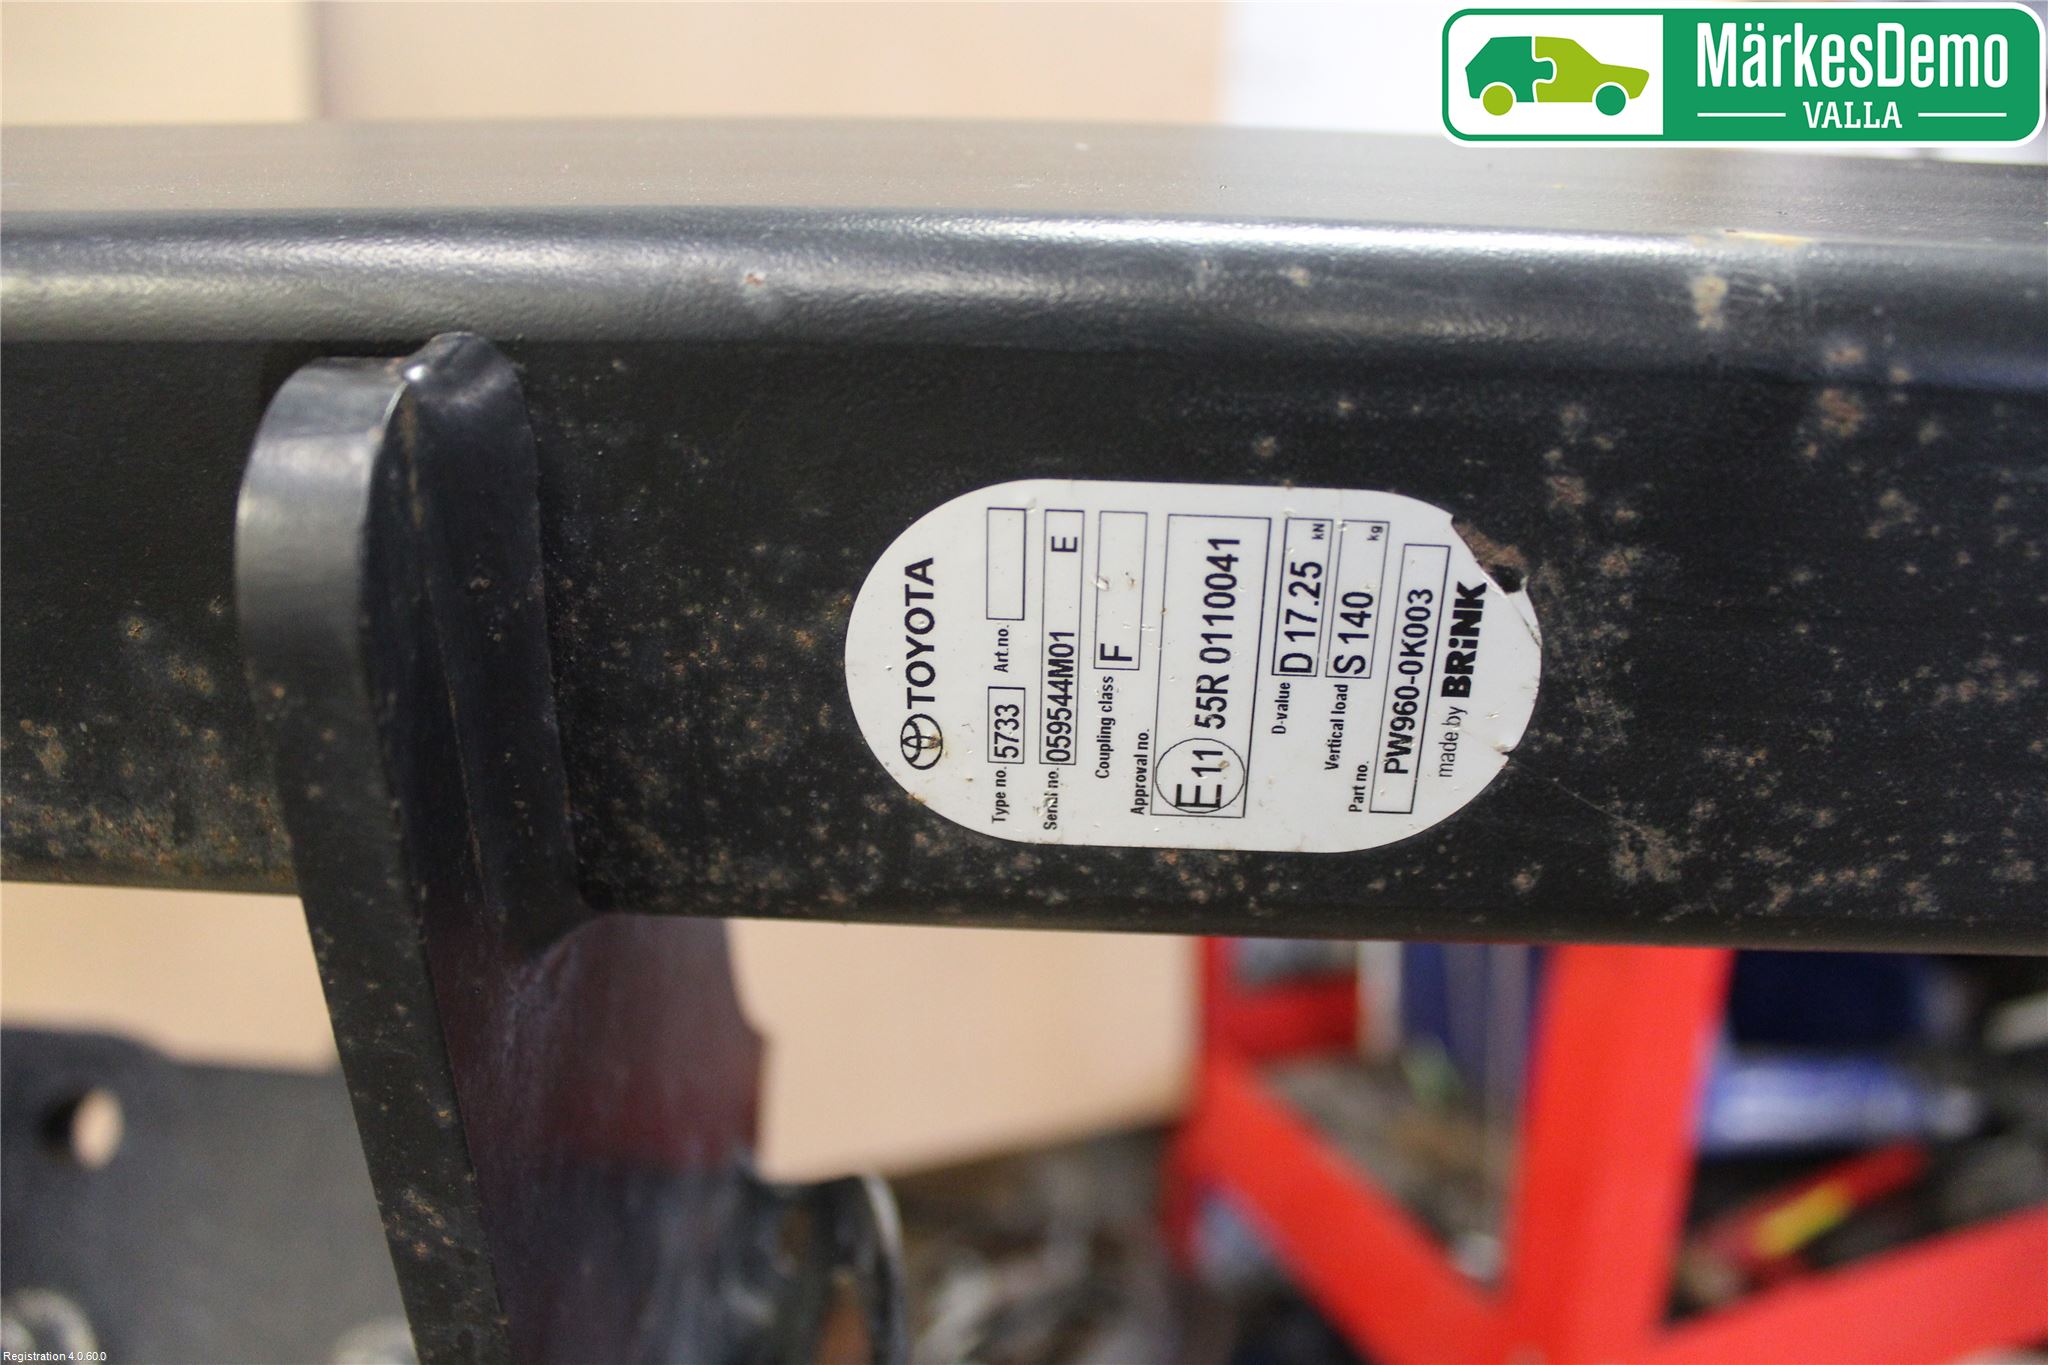 MärkesDemo
VALLA
TOYOTA
Type no. 5733 Art.no.
Serial no. 059544M01 E
Coupling class F
Approval no.
E11 55R 0110041
D-value D 17.25 kN
Vertical load S 140 kg
Part no. PW960-0K003
made by BRiNK
Registration 4.0.60.0